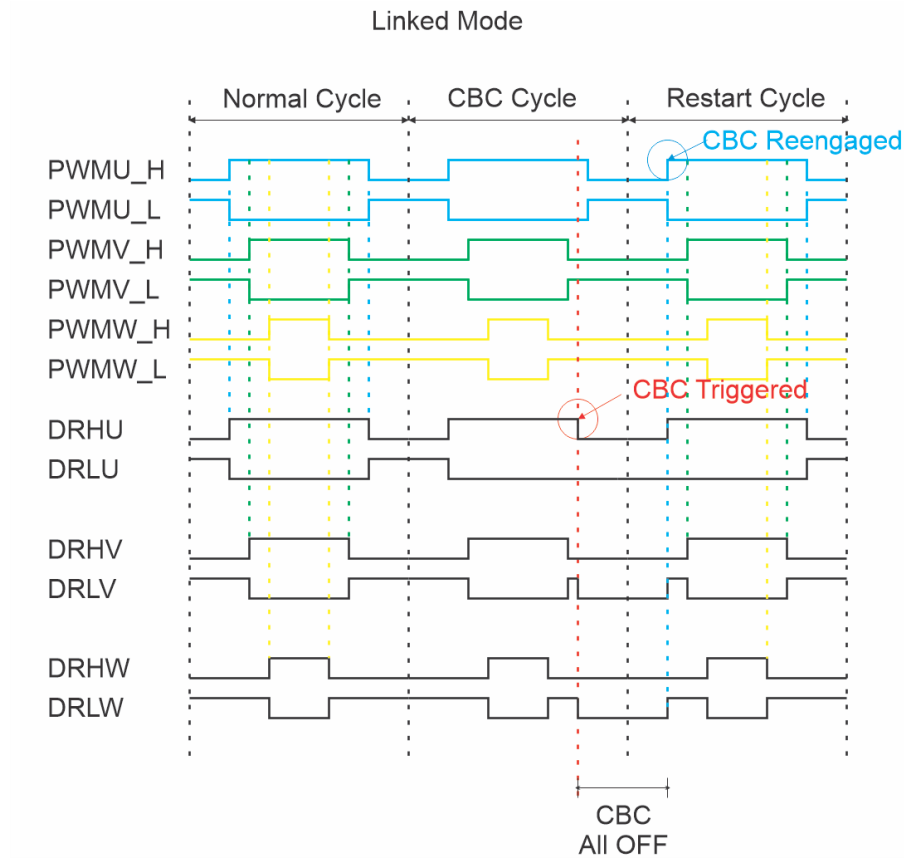 Linked Mode
Normal Cycle
CBC Cycle
Restart Cycle
CBC Reengaged
PWMU_H
PWMU_L
PWMV_H
PWMV_L
PWMW_H
PWMW_L
CBC Triggered
DRHU
DRLU
DRHV
DRLV
DRHW
DRLW
CBC
All OFF